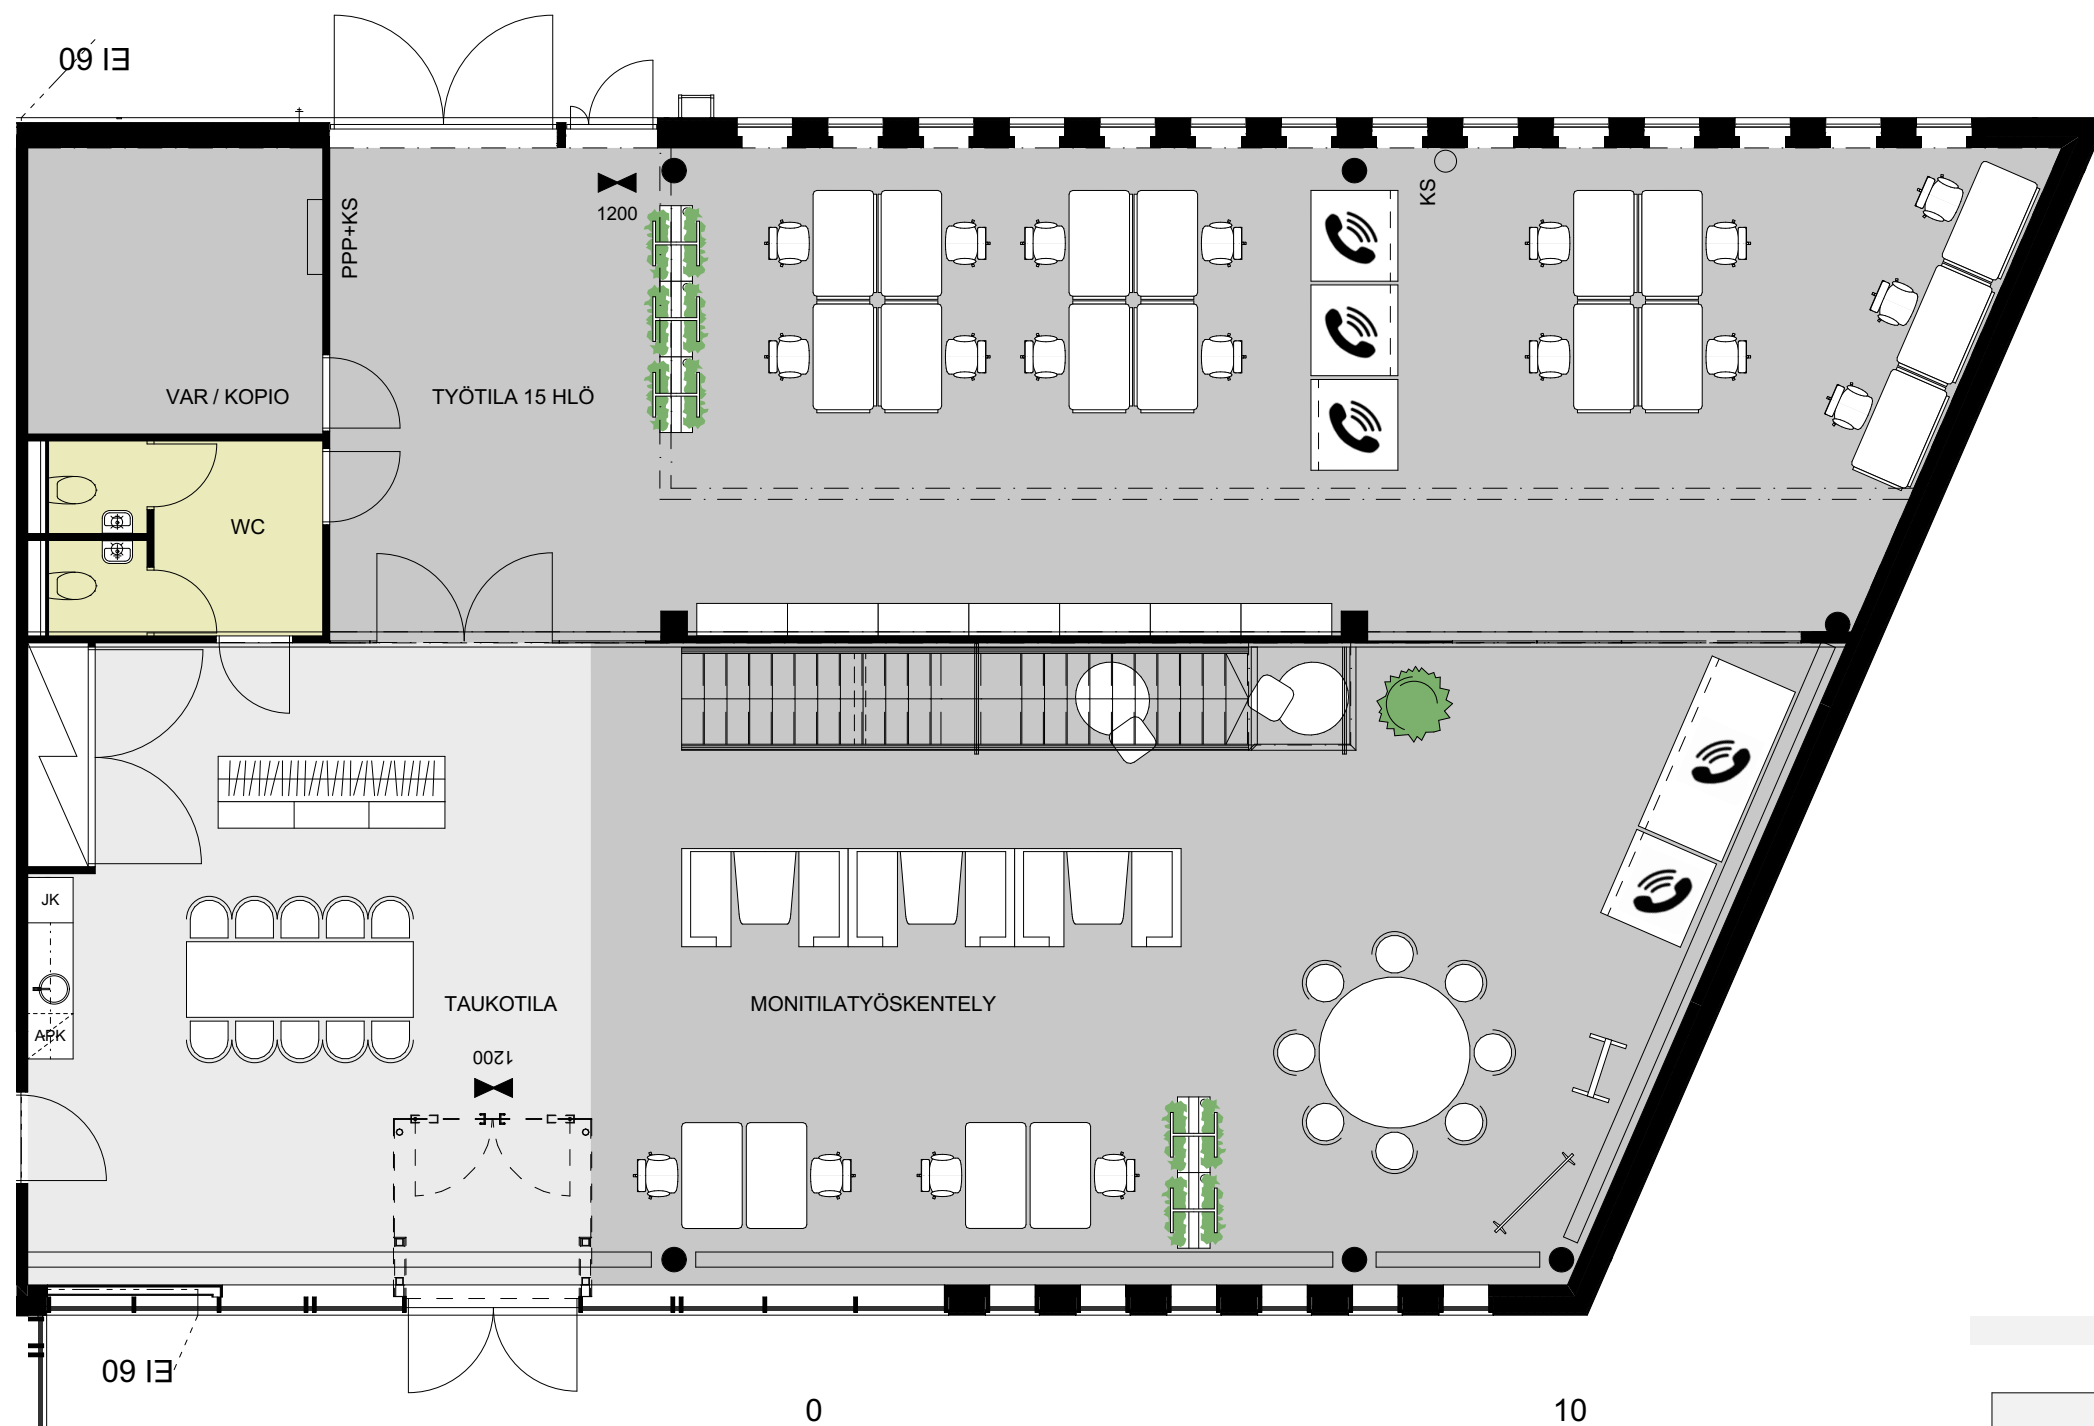 EI 60
PPP+KS
1200
KS
VAR / KOPIO
TYÖTILA 15 HLÖ
WC
JK
TAUKOTILA
MONITILATYÖSKENTELY
APK
1200
EI 60
0
10